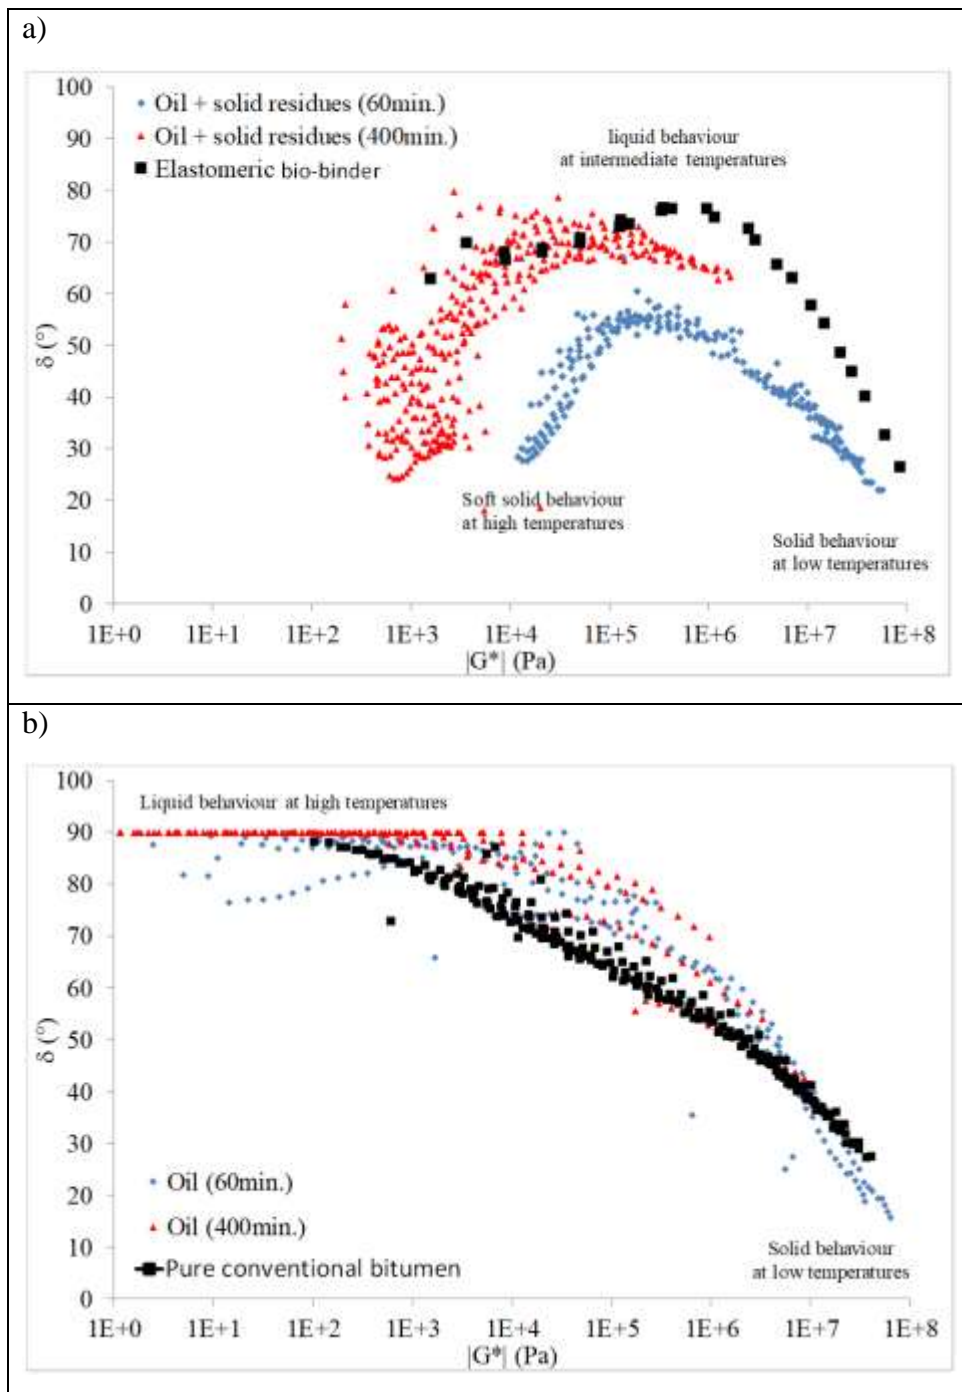 a)
100
90
80
70
60
50
40
30
20
10
0
δ (°)
Oil + solid residues (60min.)
Oil + solid residues (400min.)
Elastomeric bio-binder
liquid behaviour
at intermediate temperatures
Soft solid behaviour
at high temperatures
Solid behaviour
at low temperatures
1E+0 1E+1 1E+2 1E+3 1E+4 1E+5 1E+6 1E+7 1E+8
|G*| (Pa)
b)
100
90
80
70
60
50
40
30
20
10
0
δ (°)
Liquid behaviour at high temperatures
Oil (60min.)
Oil (400min.)
Pure conventional bitumen
Solid behaviour
at low temperatures
1E+0 1E+1 1E+2 1E+3 1E+4 1E+5 1E+6 1E+7 1E+8
|G*| (Pa)